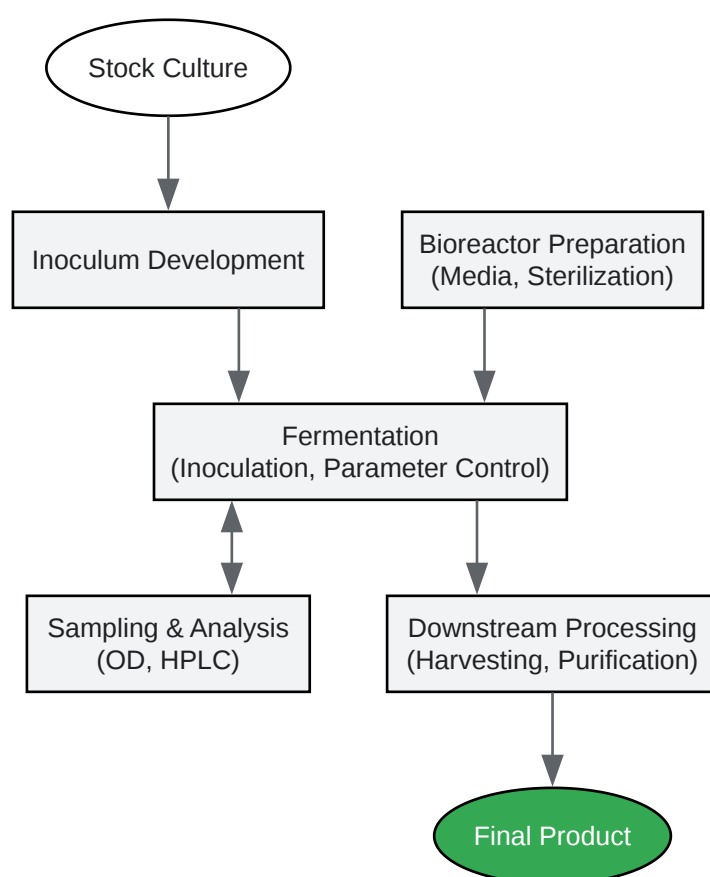 Stock Culture
Inoculum Development
Bioreactor Preparation
(Media, Sterilization)
Fermentation
(Inoculation, Parameter Control)
Sampling & Analysis
(OD, HPLC)
Downstream Processing
(Harvesting, Purification)
Final Product